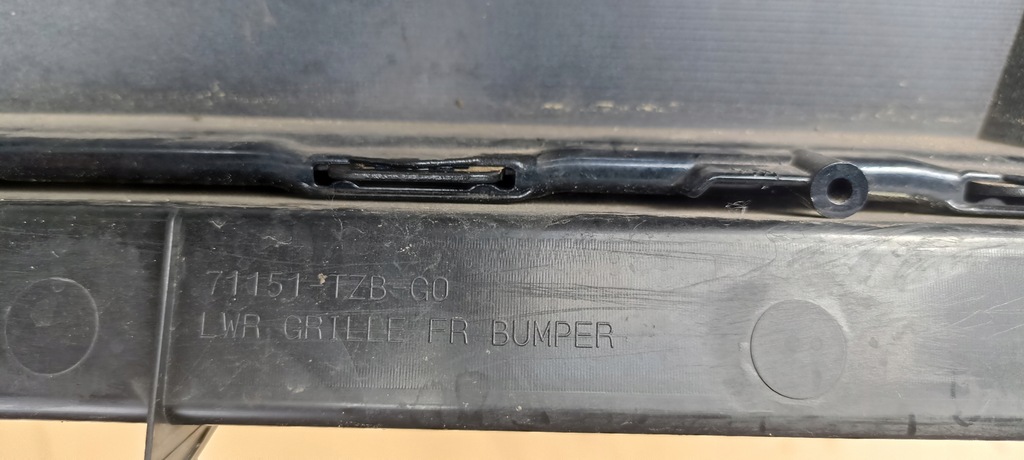 71151-TZB-G0
LWR GRILLE FR BUMPER